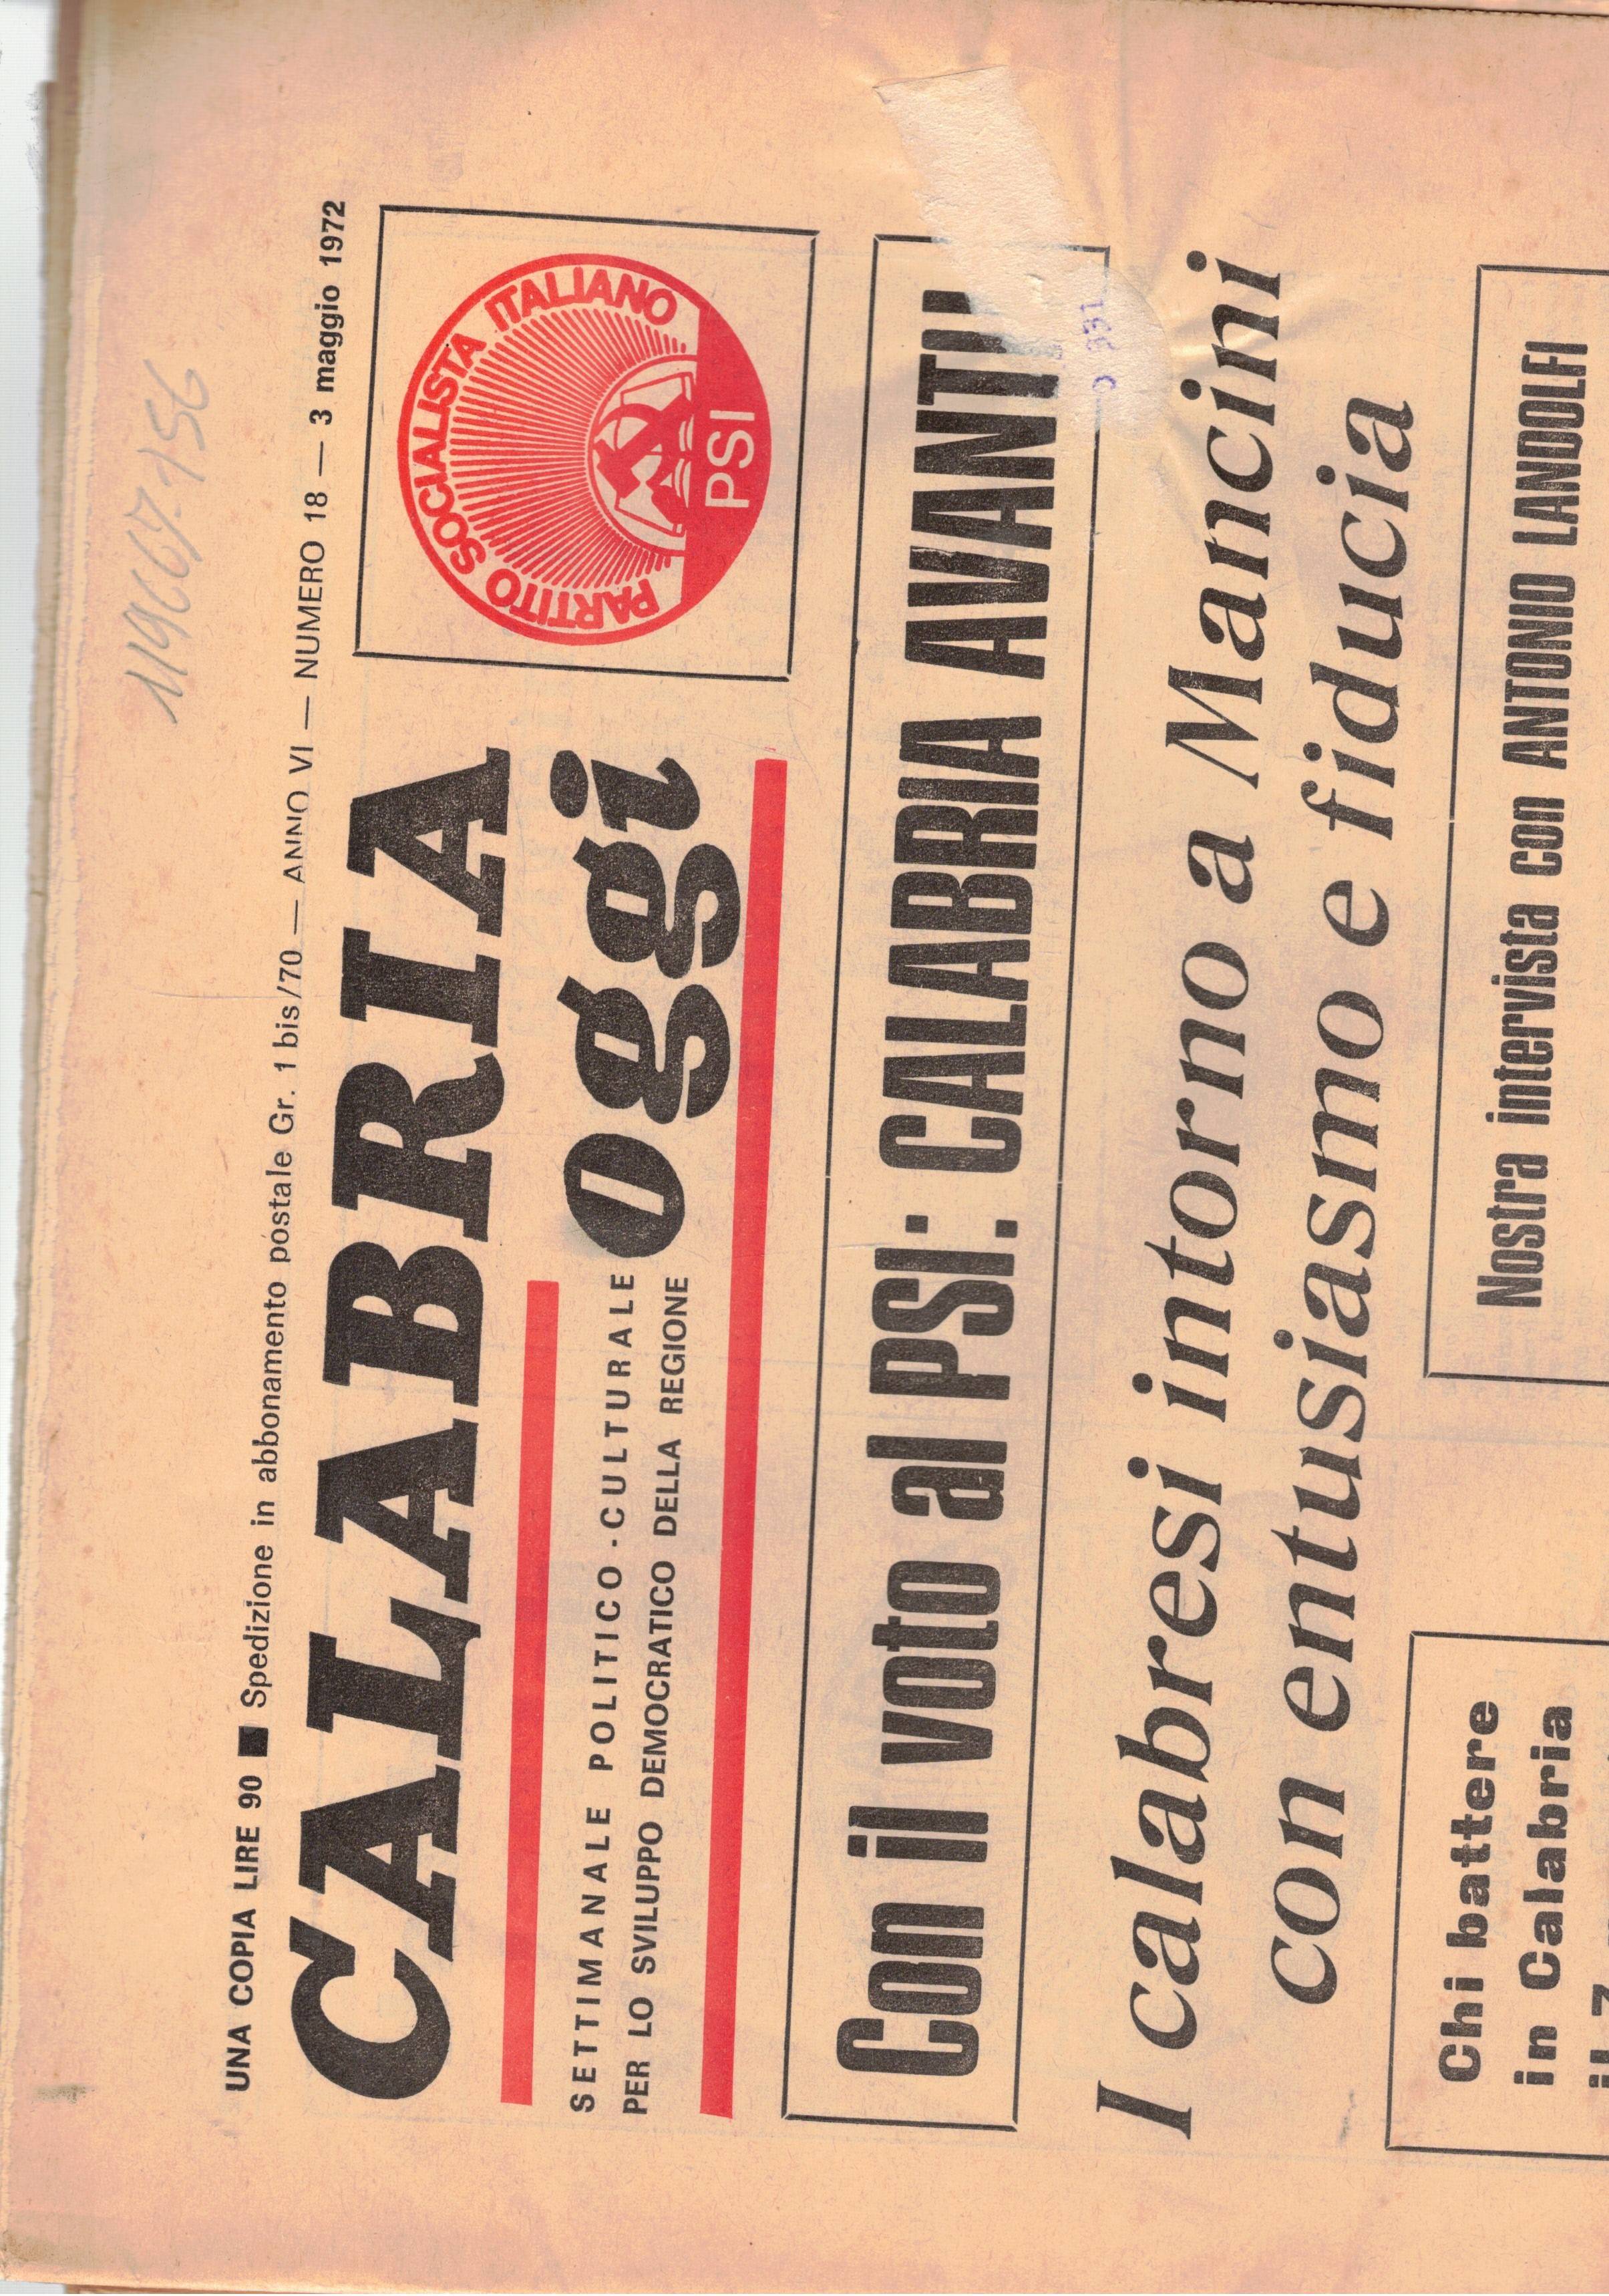 UNA COPIA LIRE 90 ■ Spedizione in abbonamento postale Gr. 1 bis/70 — ANNO VI — NUMERO 18 — 3 maggio 1972
CALABRIA
oggi
SETTIMANALE POLITICO-CULTURALE
PER LO SVILUPPO DEMOCRATICO DELLA REGIONE
PARTITO SOCIALISTA ITALIANO
PSI
Con il voto al PSI: CALABRIA AVANTI!
I calabresi intorno a Mancini
con entusiasmo e fiducia
Chi battere
in Calabria
il 7
Nostra intervista con ANTONIO LANDOLFI